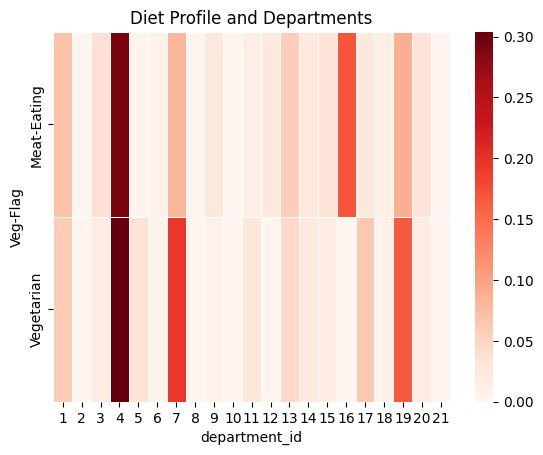 Diet Profile and Departments
Veg-Flag
Meat-Eating
Vegetarian
1 2 3 4 5 6 7 8 9 10 11 12 13 14 15 16 17 18 19 20 21
department_id
0.30
0.25
0.20
0.15
0.10
0.05
0.00